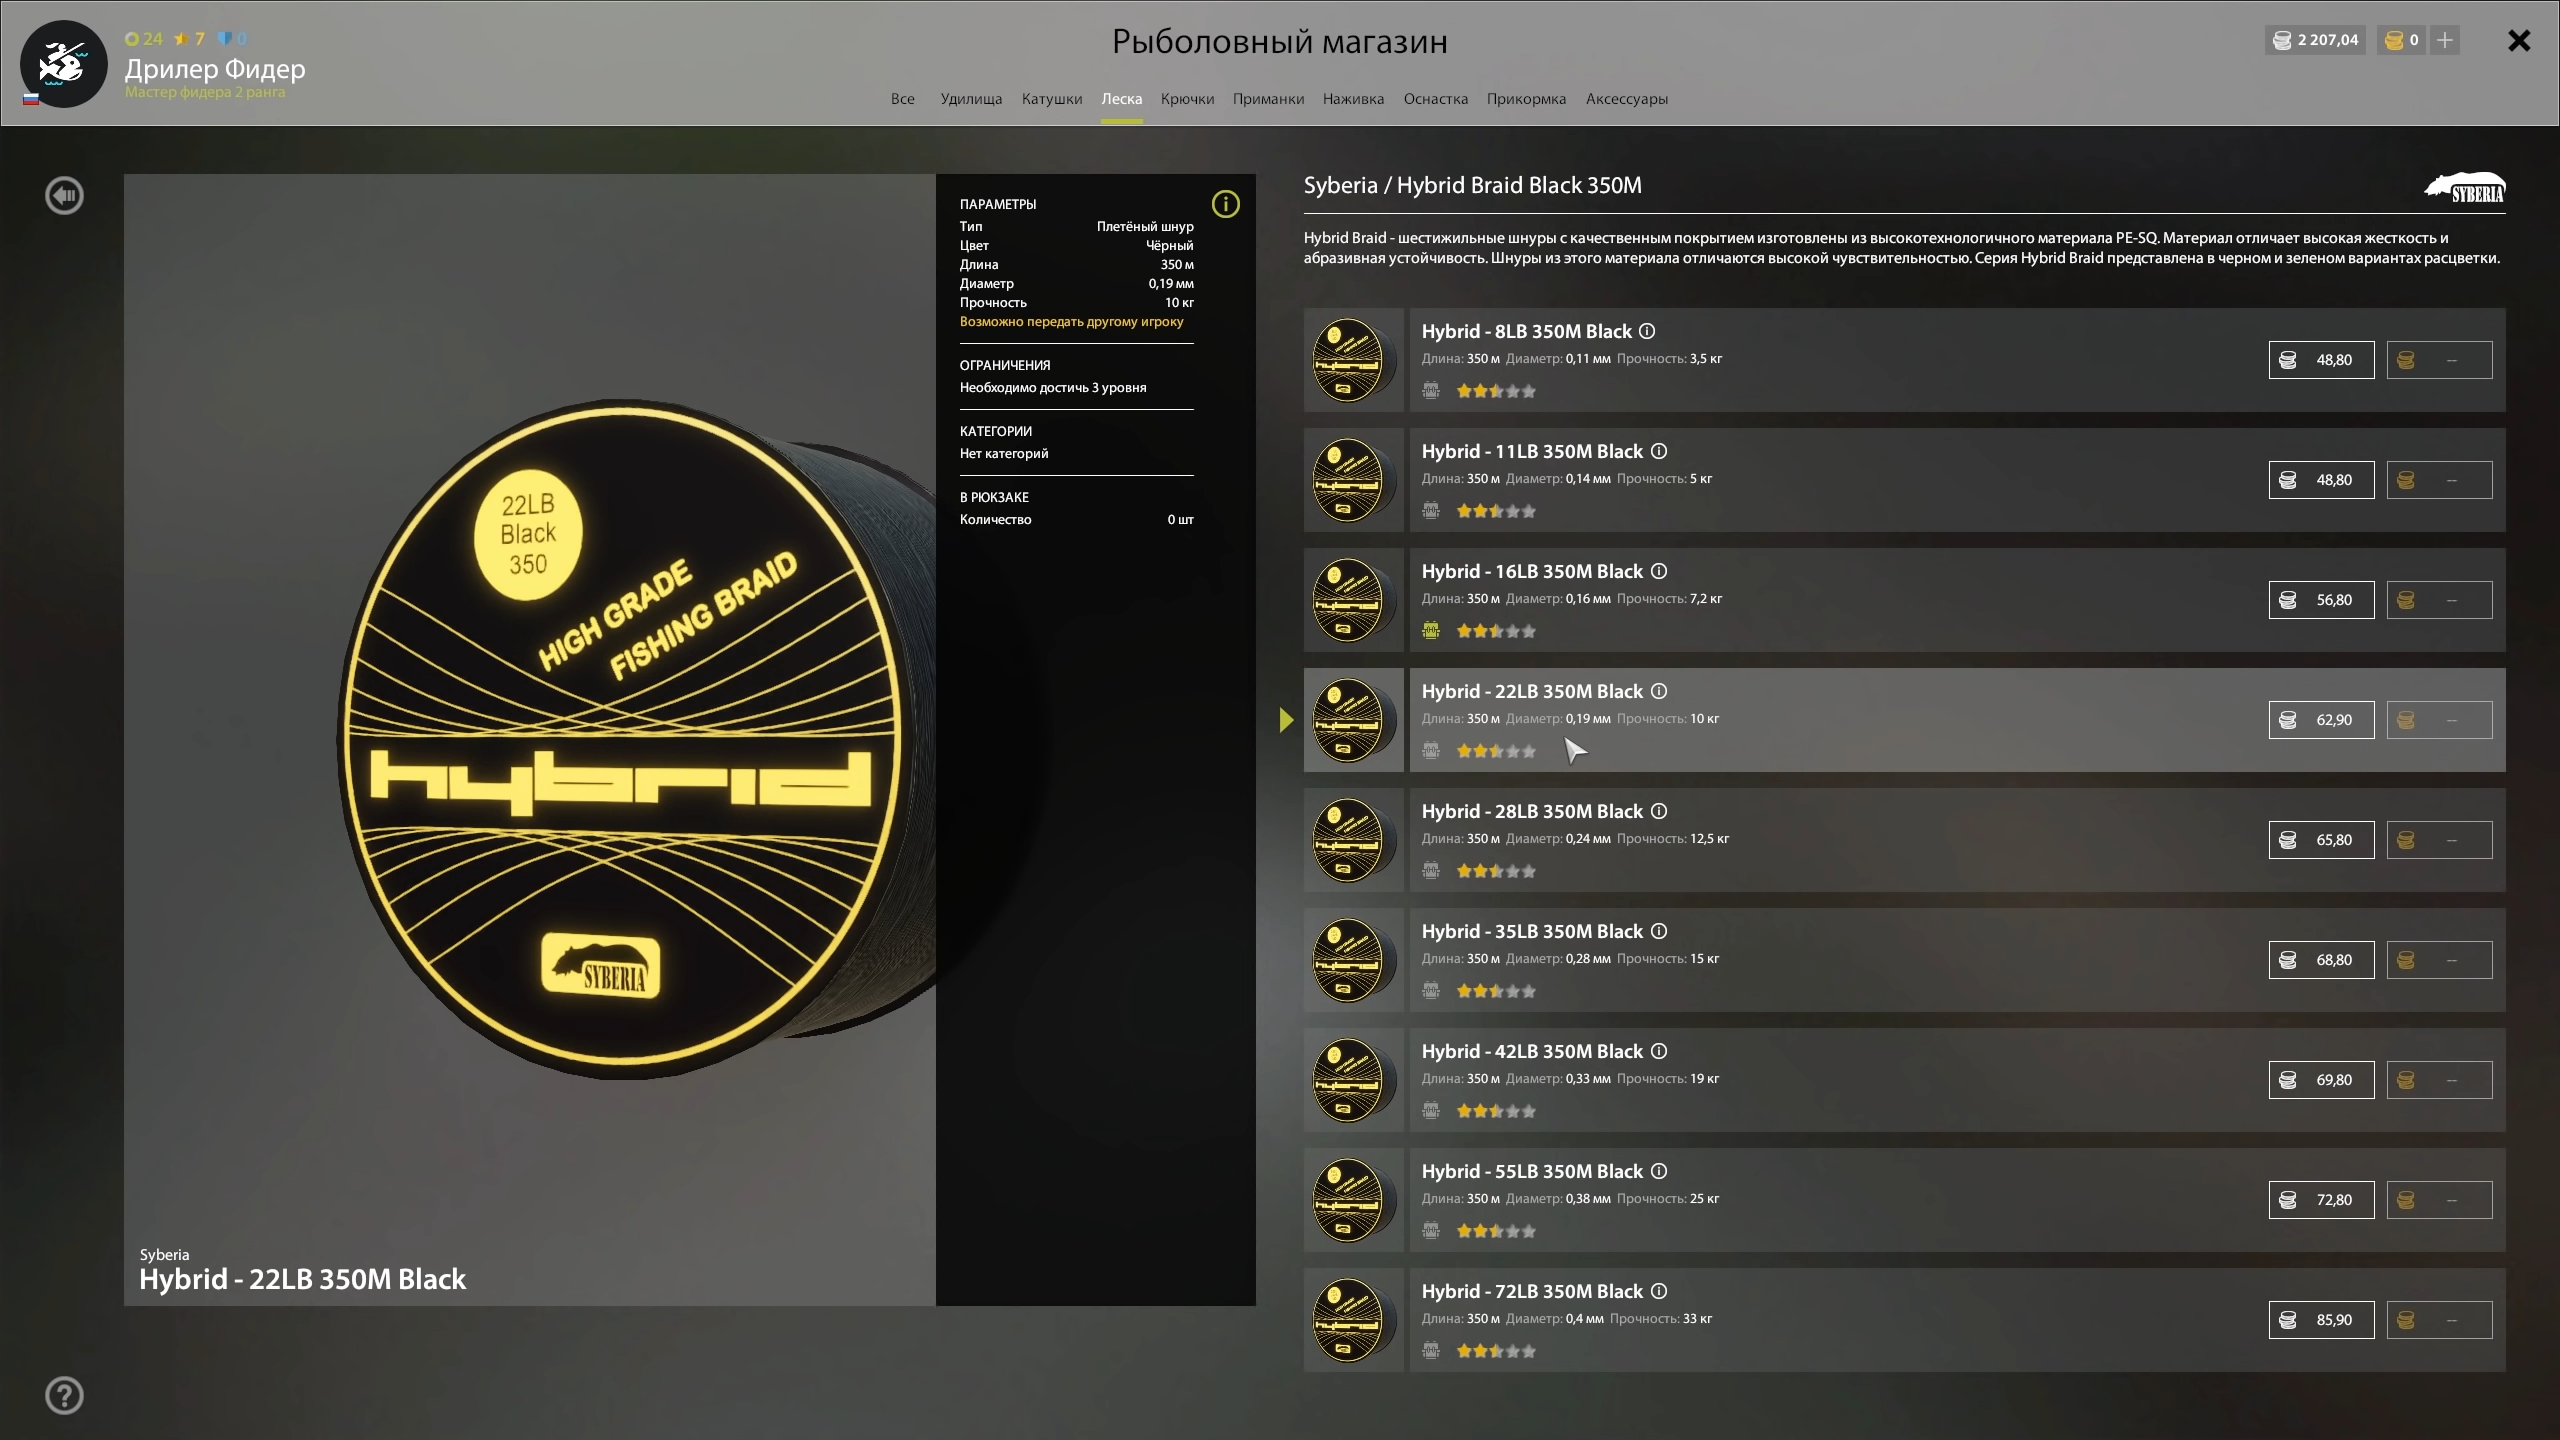 24 7 0
Дрилер Фидер
Мастер фидера 2 ранга
Рыболовный магазин
2 207,04 0
Все Удилища Катушки Леска Крючки Приманки Наживка Оснастка Прикормка Аксессуары
22LB
Black
350
HIGH GRADE
FISHING BRAID
hybrid
SYBERIA
Syberia
Hybrid - 22LB 350M Black
ПАРАМЕТРЫ
Тип Плетёный шнур
Цвет Чёрный
Длина 350 м
Диаметр 0,19 мм
Прочность 10 кг
Возможно передать другому игроку
ОГРАНИЧЕНИЯ
Необходимо достичь 3 уровня
КАТЕГОРИИ
Нет категорий
В РЮКЗАКЕ
Количество 0 шт
Syberia / Hybrid Braid Black 350M
SYBERIA
Hybrid Braid - шестижильные шнуры с качественным покрытием изготовлены из высокотехнологичного материала PE-SQ. Материал отличает высокая жесткость и
абразивная устойчивость. Шнуры из этого материала отличаются высокой чувствительностью. Серия Hybrid Braid представлена в черном и зеленом вариантах расцветки.
Hybrid - 8LB 350M Black
Длина: 350 м Диаметр: 0,11 мм Прочность: 3,5 кг
48,80 --
Hybrid - 11LB 350M Black
Длина: 350 м Диаметр: 0,14 мм Прочность: 5 кг
48,80 --
Hybrid - 16LB 350M Black
Длина: 350 м Диаметр: 0,16 мм Прочность: 7,2 кг
56,80 --
Hybrid - 22LB 350M Black
Длина: 350 м Диаметр: 0,19 мм Прочность: 10 кг
62,90 --
Hybrid - 28LB 350M Black
Длина: 350 м Диаметр: 0,24 мм Прочность: 12,5 кг
65,80 --
Hybrid - 35LB 350M Black
Длина: 350 м Диаметр: 0,28 мм Прочность: 15 кг
68,80 --
Hybrid - 42LB 350M Black
Длина: 350 м Диаметр: 0,33 мм Прочность: 19 кг
69,80 --
Hybrid - 55LB 350M Black
Длина: 350 м Диаметр: 0,38 мм Прочность: 25 кг
72,80 --
Hybrid - 72LB 350M Black
Длина: 350 м Диаметр: 0,4 мм Прочность: 33 кг
85,90 --